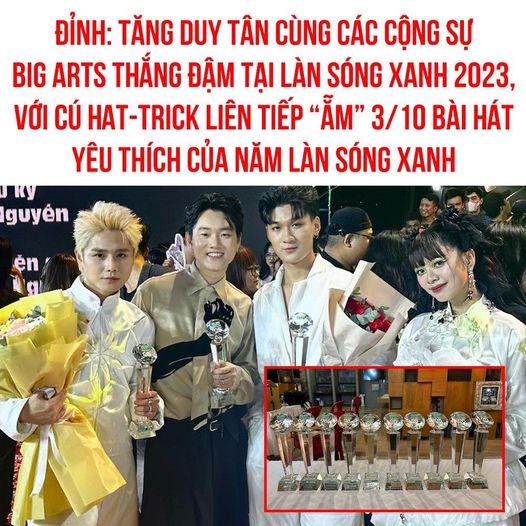 ĐỈNH: TĂNG DUY TÂN CÙNG CÁC CỘNG SỰ
BIG ARTS THẮNG ĐẬM TẠI LÀN SÓNG XANH 2023,
VỚI CÚ HAT-TRICK LIÊN TIẾP “ẴM” 3/10 BÀI HÁT
YÊU THÍCH CỦA NĂM LÀN SÓNG XANH
Nguyên